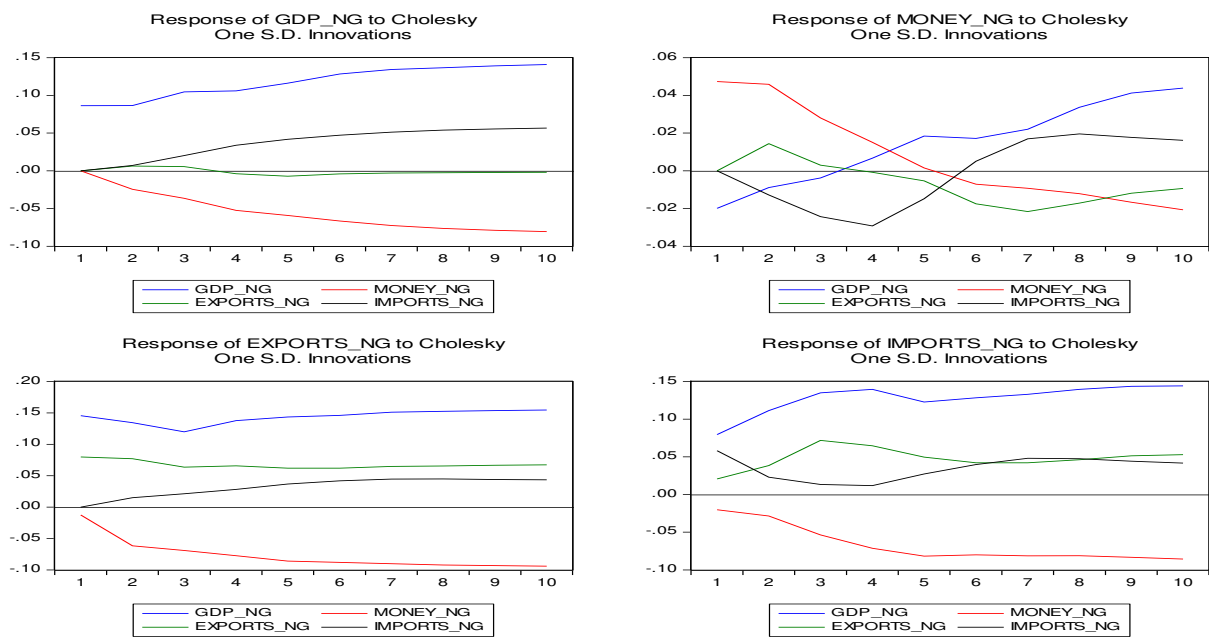 Response of GDP_NG to Cholesky
One S.D. Innovations
.15
.10
.05
.00
-.05
-.10
1 2 3 4 5 6 7 8 9 10
GDP_NG MONEY_NG
EXPORTS_NG IMPORTS_NG
Response of MONEY_NG to Cholesky
One S.D. Innovations
.06
.04
.02
.00
-.02
-.04
1 2 3 4 5 6 7 8 9 10
GDP_NG MONEY_NG
EXPORTS_NG IMPORTS_NG
Response of EXPORTS_NG to Cholesky
One S.D. Innovations
.20
.15
.10
.05
.00
-.05
-.10
1 2 3 4 5 6 7 8 9 10
GDP_NG MONEY_NG
EXPORTS_NG IMPORTS_NG
Response of IMPORTS_NG to Cholesky
One S.D. Innovations
.15
.10
.05
.00
-.05
-.10
1 2 3 4 5 6 7 8 9 10
GDP_NG MONEY_NG
EXPORTS_NG IMPORTS_NG